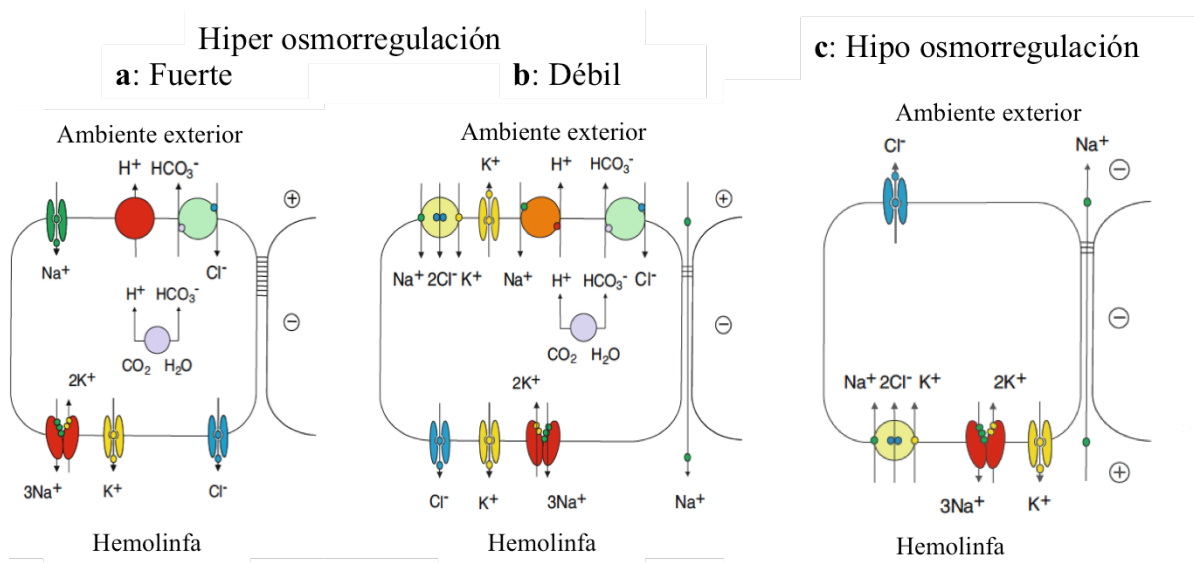 Hiper osmorregulación
a: Fuerte
b: Débil
c: Hipo osmorregulación
Ambiente exterior
H⁺ HCO₃⁻
+
Na⁺
Cl⁻
H⁺ HCO₃⁻
−
CO₂ H₂O
2K⁺
3Na⁺ K⁺ Cl⁻
Hemolinfa
Ambiente exterior
K⁺ H⁺ HCO₃⁻
+
Na⁺ 2Cl⁻ K⁺ Na⁺ H⁺ HCO₃⁻ Cl⁻
−
CO₂ H₂O
2K⁺
Cl⁻ K⁺ 3Na⁺ Na⁺
Hemolinfa
Ambiente exterior
Cl⁻ Na⁺
−
−
Na⁺ 2Cl⁻ K⁺ 2K⁺
+
3Na⁺ K⁺
Hemolinfa